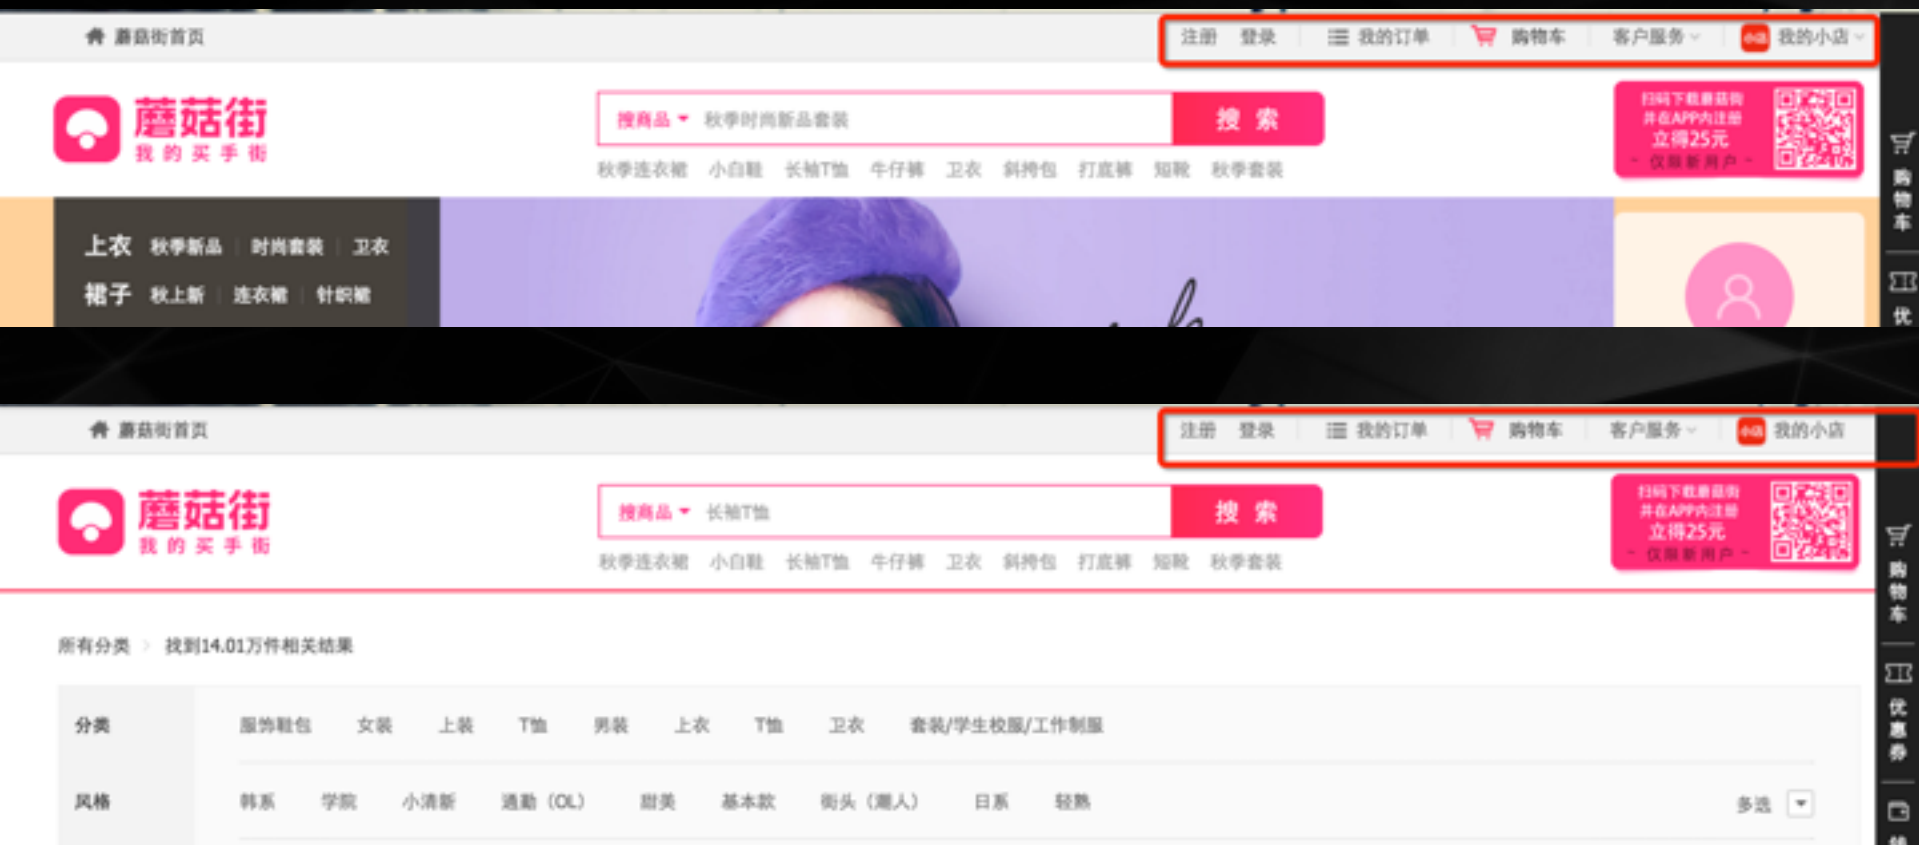 蘑菇街首页 注册 登录 我的订单 购物车 客户服务 小店 我的小店
蘑菇街
我的买手街
搜商品 秋季时尚新品套装 搜索
秋季连衣裙 小白鞋 长袖T恤 牛仔裤 卫衣 斜挎包 打底裤 短靴 秋季套装
扫码下载蘑菇街
并在APP内注册
立得25元
~ 仅限新用户 ~
购物车
优
上衣 秋季新品 时尚套装 卫衣
裙子 秋上新 连衣裙 针织裙
蘑菇街首页 注册 登录 我的订单 购物车 客户服务 小店 我的小店
蘑菇街
我的买手街
搜商品 长袖T恤 搜索
秋季连衣裙 小白鞋 长袖T恤 牛仔裤 卫衣 斜挎包 打底裤 短靴 秋季套装
扫码下载蘑菇街
并在APP内注册
立得25元
~ 仅限新用户 ~
购物车
优惠券
所有分类 > 找到14.01万件相关结果
分类 服饰鞋包 女装 上装 T恤 男装 上衣 T恤 卫衣 套装/学生校服/工作制服
风格 韩系 学院 小清新 通勤（OL） 甜美 基本款 街头（潮人） 日系 轻熟 多选